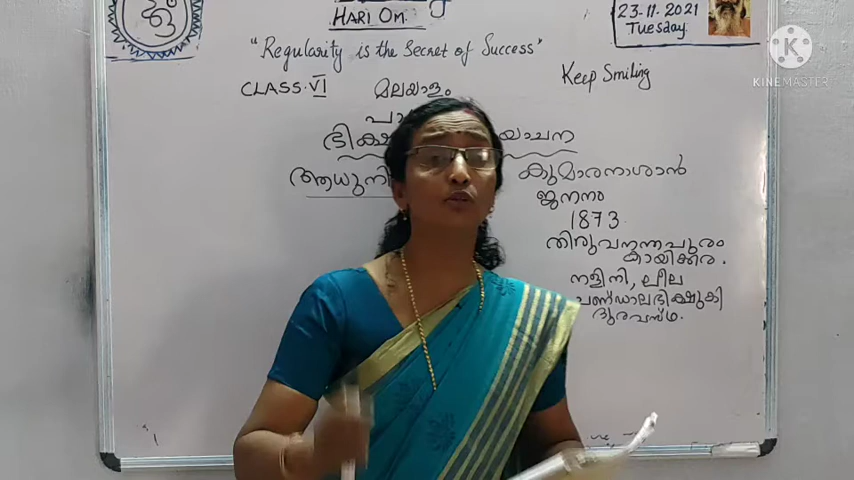 HARI OM
23.11.2021
TUESDAY
"Regularity is the Secret of Success"
CLASS: VI മലയാളം
Keep Smiling
കുമാരനാശാൻ
ജനനം
1873
തിരുവനന്തപുരം
കായിക്കര.
നളിനി, ലീല
ചണ്ഡാലഭിക്ഷുകി
ദുരവസ്ഥ.
K
KINEMASTER